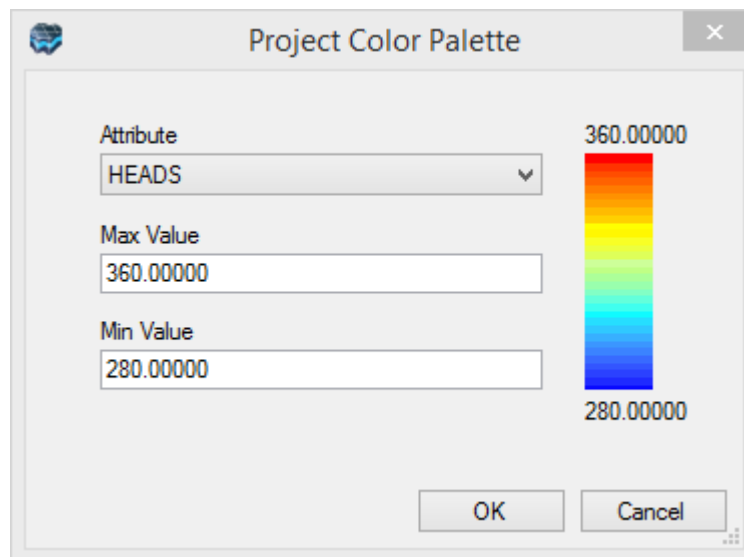 Project Color Palette
Attribute
HEADS
Max Value
360.00000
Min Value
280.00000
360.00000
280.00000
OK
Cancel